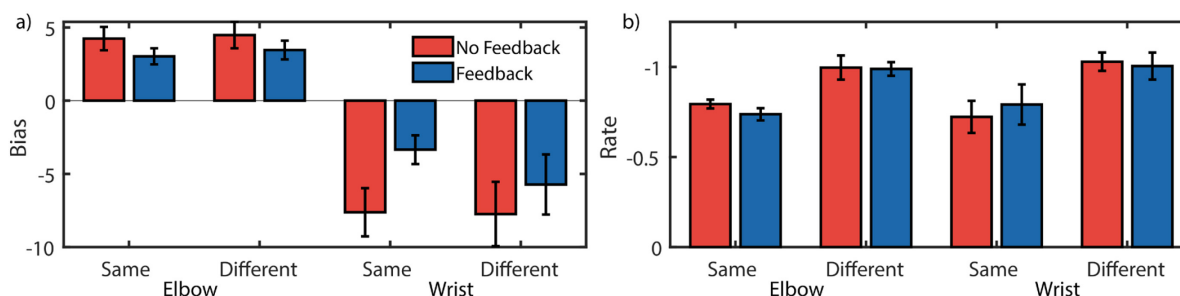 a)
5
0
-5
-10
Bias
No Feedback
Feedback
Same Different Same Different
Elbow Wrist
b)
-1
-0.5
0
Rate
Same Different Same Different
Elbow Wrist